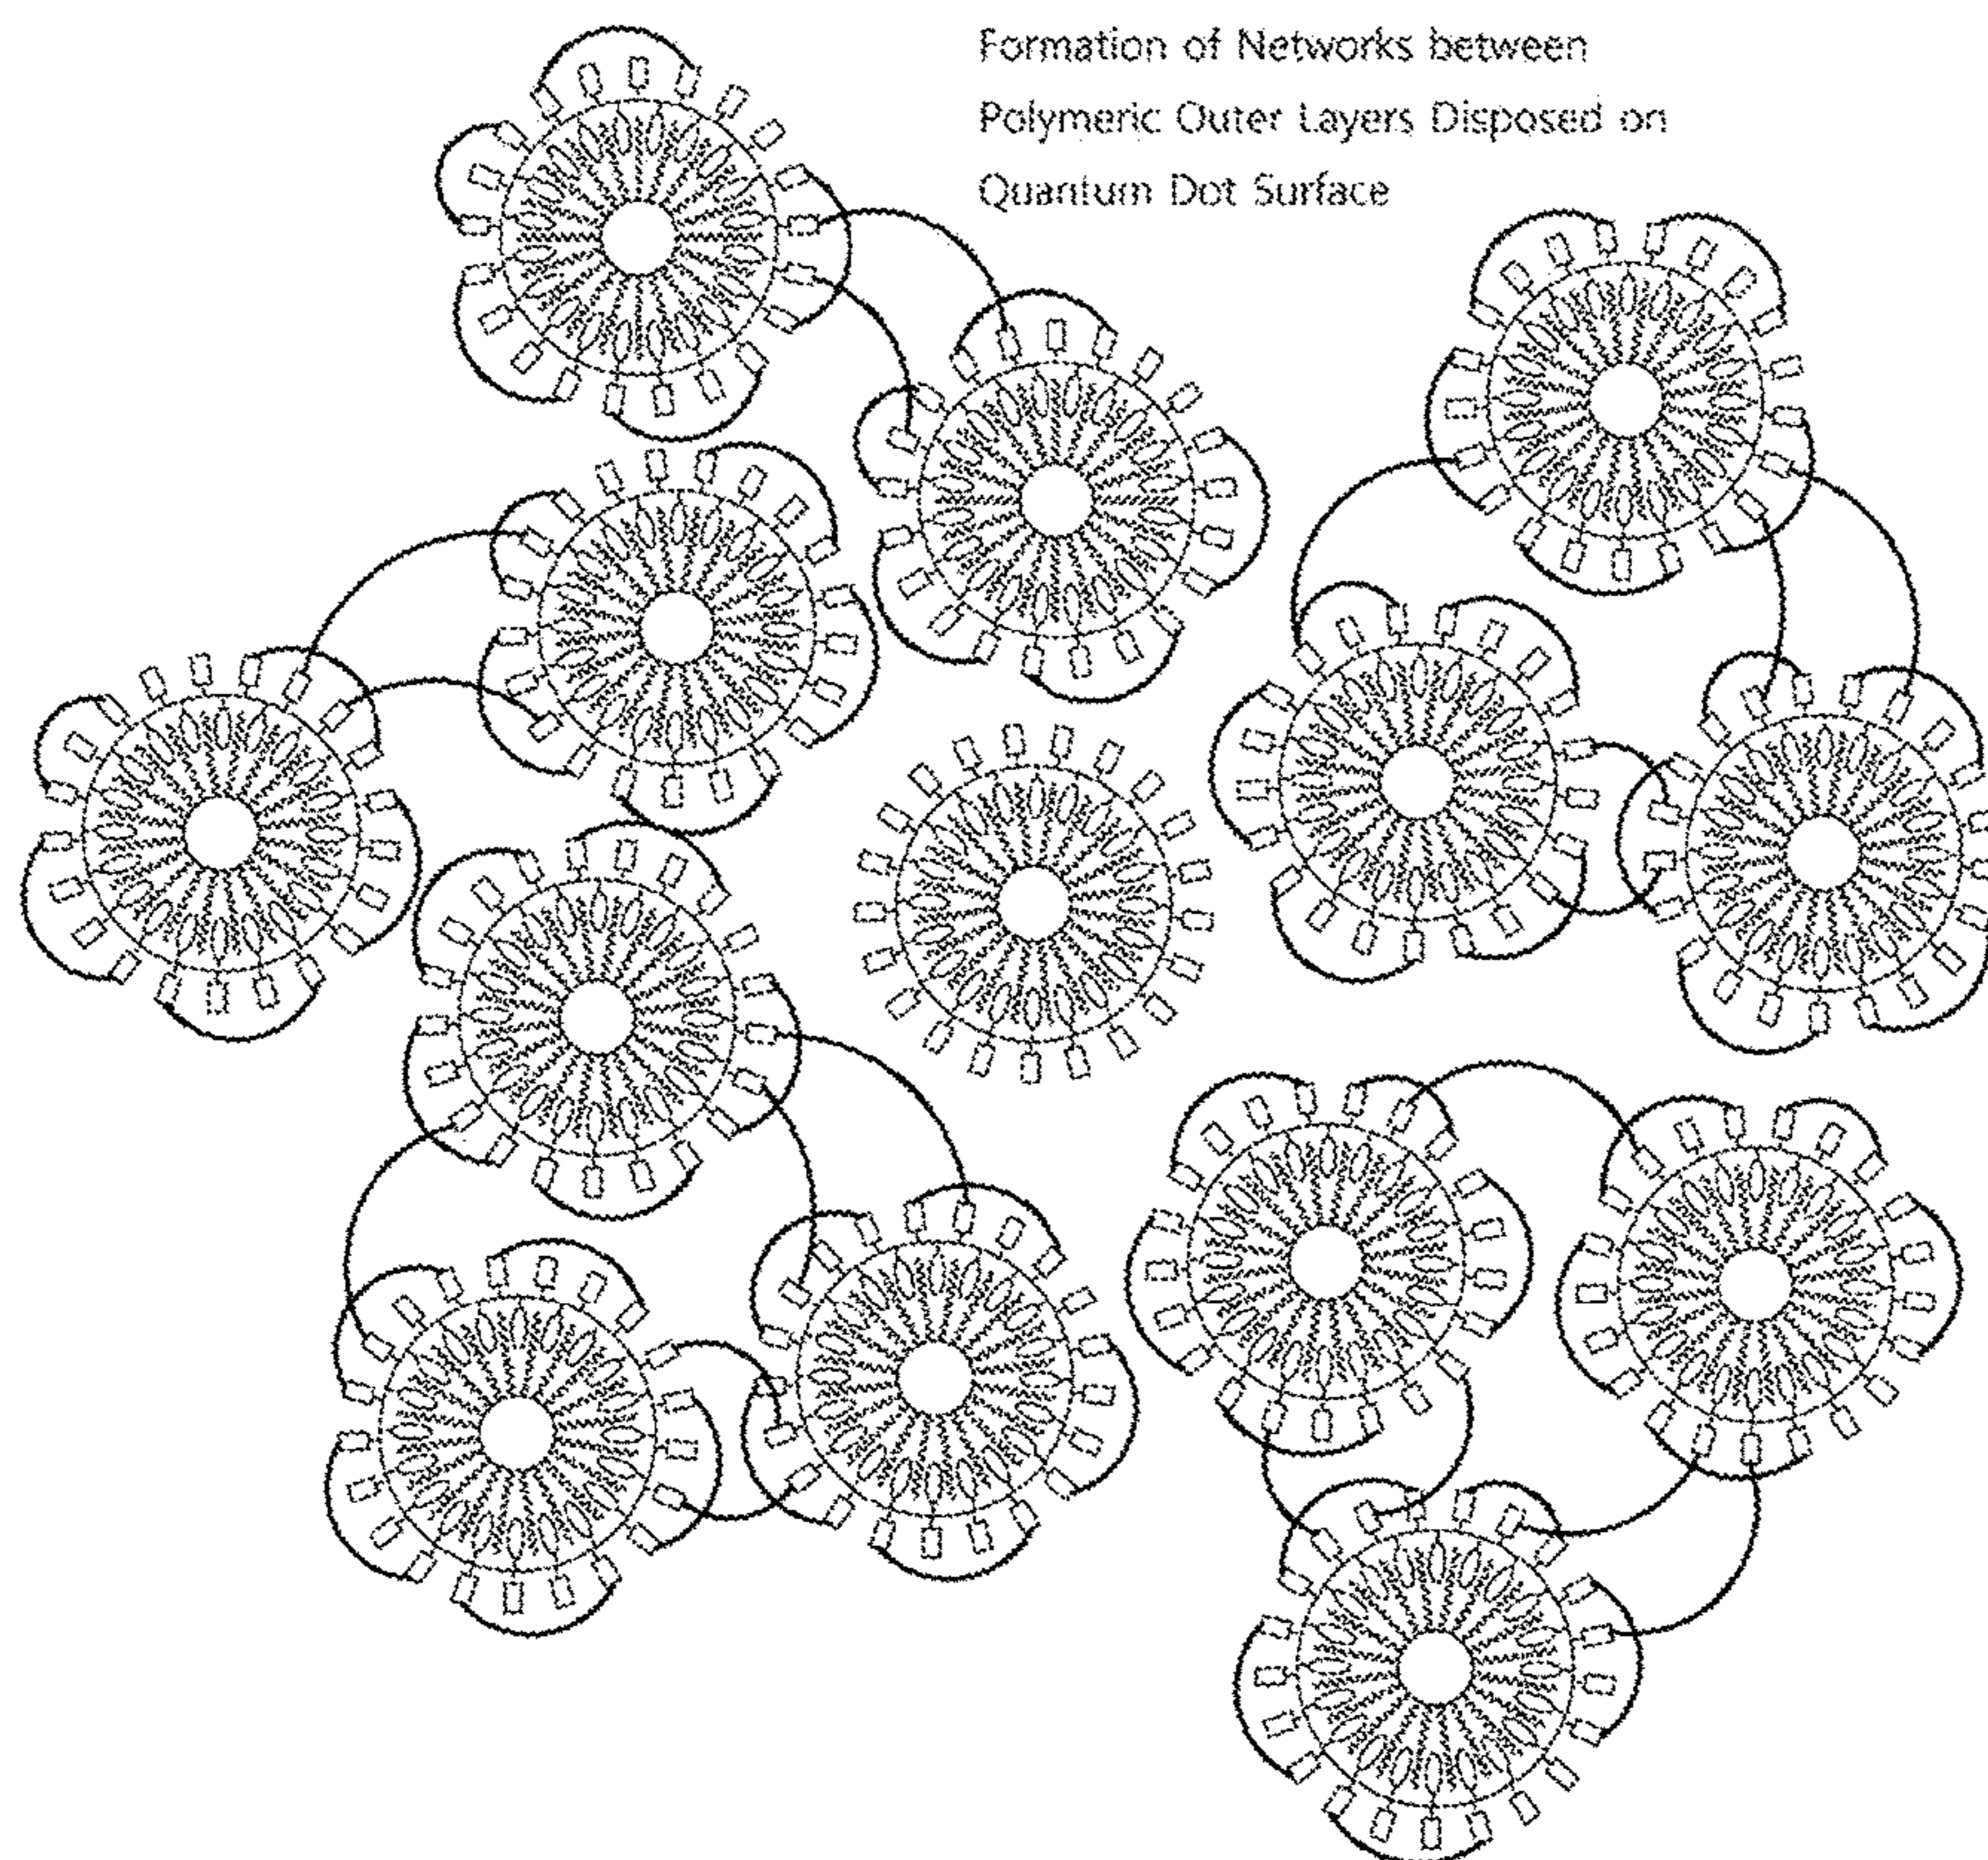 Formation of Networks between
Polymeric Outer Layers Disposed on
Quantum Dot Surface